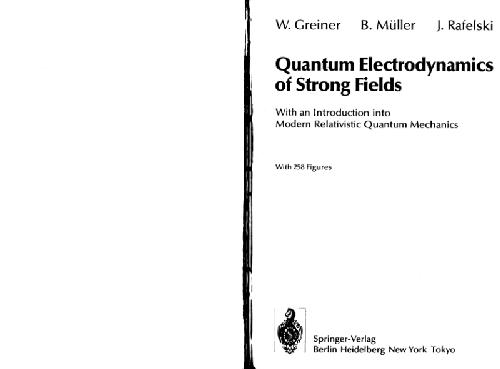 W. Greiner B. Müller J. Rafelski
Quantum Electrodynamics
of Strong Fields
With an Introduction into
Modern Relativistic Quantum Mechanics
With 258 Figures
Springer-Verlag
Berlin Heidelberg New York Tokyo